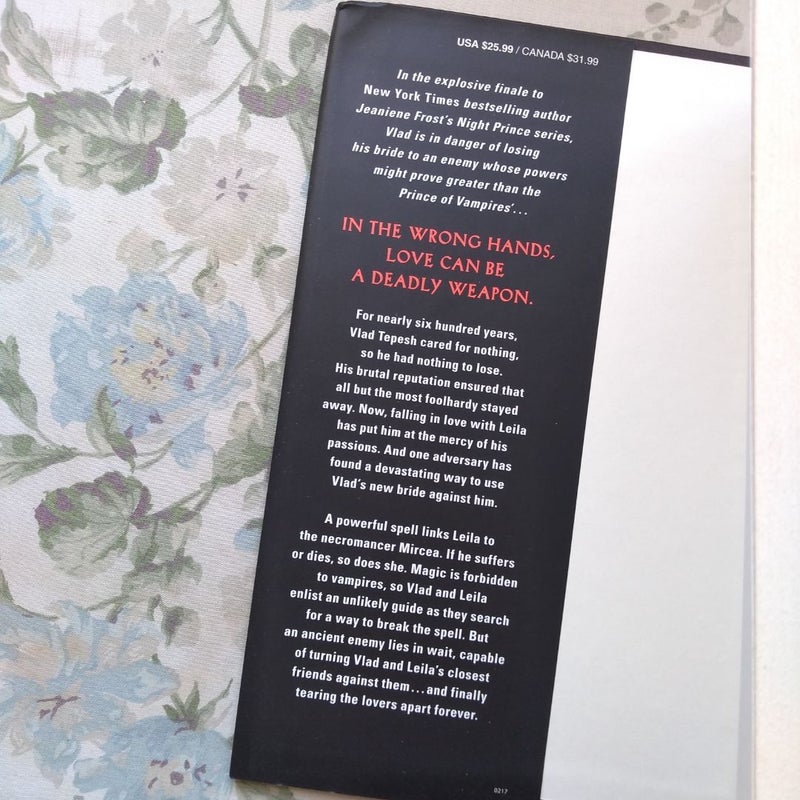 USA $25.99 / CANADA $31.99
In the explosive finale to
New York Times bestselling author
Jeaniene Frost's Night Prince series,
Vlad is in danger of losing
his bride to an enemy whose powers
might prove greater than the
Prince of Vampires'...
IN THE WRONG HANDS,
LOVE CAN BE
A DEADLY WEAPON.
For nearly six hundred years,
Vlad Tepesh cared for nothing,
so he had nothing to lose.
His brutal reputation ensured that
all but the most foolhardy stayed
away. Now, falling in love with Leila
has put him at the mercy of his
passions. And one adversary has
found a devastating way to use
Vlad's new bride against him.
A powerful spell links Leila to
the necromancer Mircea. If he suffers
or dies, so does she. Magic is forbidden
to vampires, so Vlad and Leila
enlist an unlikely guide as they search
for a way to break the spell. But
an ancient enemy lies in wait, capable
of turning Vlad and Leila's closest
friends against them...and finally
tearing the lovers apart forever.
0217